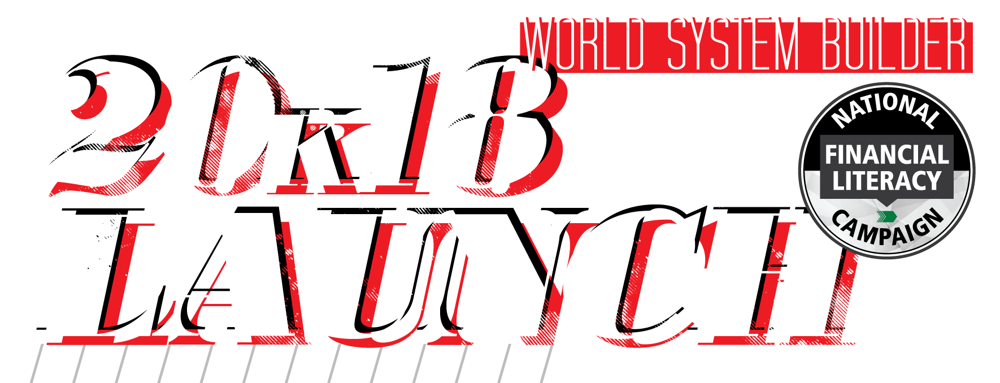 WORLD SYSTEM BUILDER
20K18
LAUNCH
NATIONAL
FINANCIAL
LITERACY
CAMPAIGN